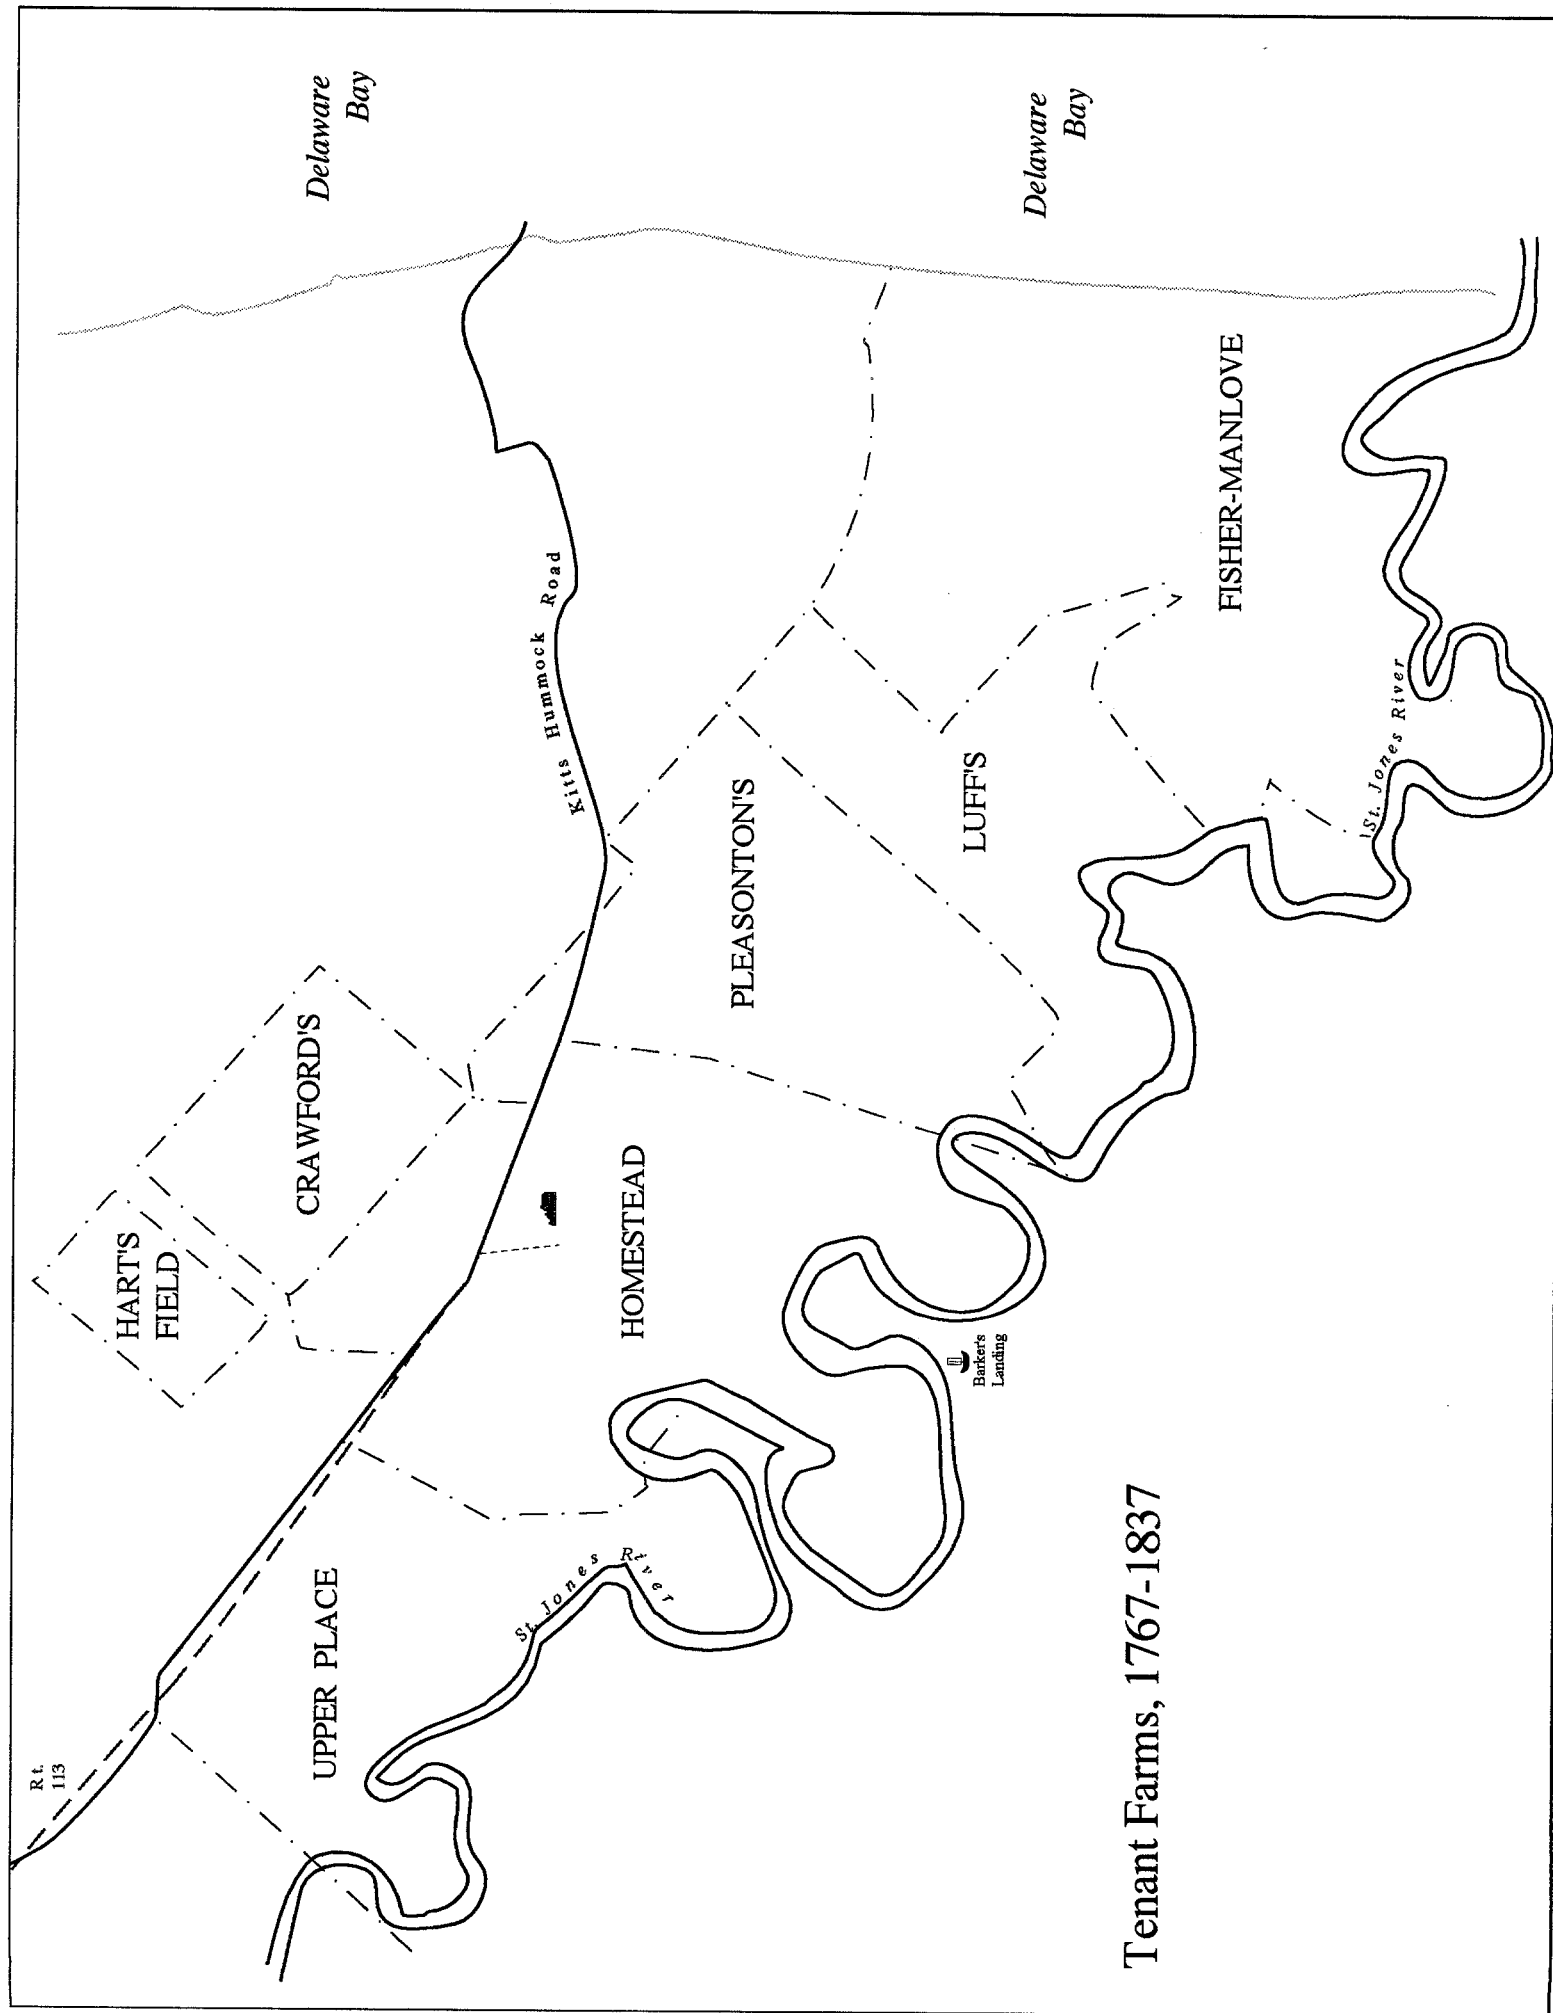 Rt.
113
HART'S
FIELD
CRAWFORD'S
Delaware
Bay
Kitts Hummock Road
UPPER PLACE
HOMESTEAD
PLEASONTON'S
St. Jones River
Barker's
Landing
LUFF'S
Delaware
Bay
FISHER-MANLOVE
St. Jones River
Tenant Farms, 1767-1837